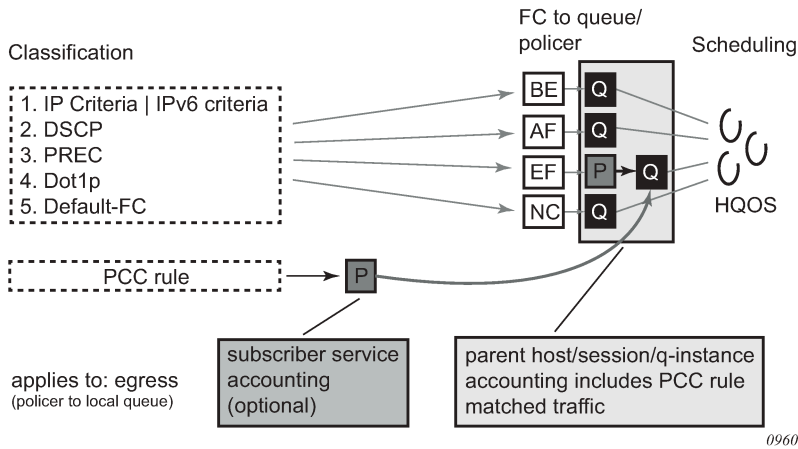 Classification
1. IP Criteria | IPv6 criteria
2. DSCP
3. PREC
4. Dot1p
5. Default-FC
FC to queue/
policer
Scheduling
BE
Q
AF
Q
EF
P
Q
NC
Q
HQOS
PCC rule
P
applies to: egress
(policer to local queue)
subscriber service
accounting
(optional)
parent host/session/q-instance
accounting includes PCC rule
matched traffic
0960